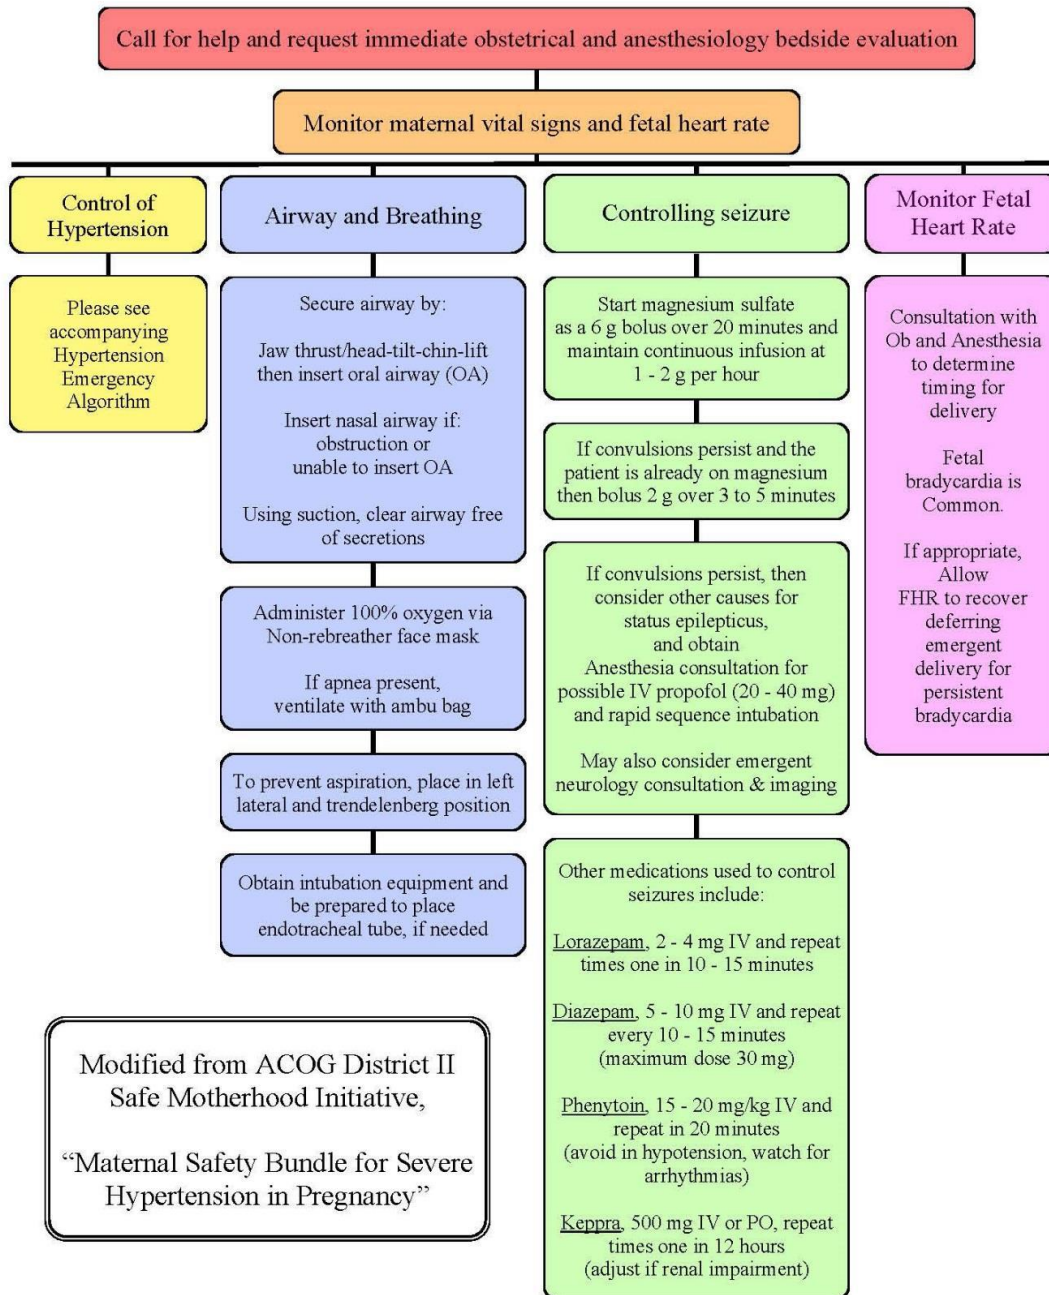 Call for help and request immediate obstetrical and anesthesiology bedside evaluation
Monitor maternal vital signs and fetal heart rate
Control of
Hypertension
Please see
accompanying
Hypertension
Emergency
Algorithm
Airway and Breathing
Secure airway by:
Jaw thrust/head-tilt-chin-lift
then insert oral airway (OA)
Insert nasal airway if:
obstruction or
unable to insert OA
Using suction, clear airway free
of secretions
Administer 100% oxygen via
Non-rebreather face mask
If apnea present,
ventilate with ambu bag
To prevent aspiration, place in left
lateral and trendelenberg position
Obtain intubation equipment and
be prepared to place
endotracheal tube, if needed
Controlling seizure
Start magnesium sulfate
as a 6 g bolus over 20 minutes and
maintain continuous infusion at
1 - 2 g per hour
If convulsions persist and the
patient is already on magnesium
then bolus 2 g over 3 to 5 minutes
If convulsions persist, then
consider other causes for
status epilepticus,
and obtain
Anesthesia consultation for
possible IV propofol (20 - 40 mg)
and rapid sequence intubation
May also consider emergent
neurology consultation & imaging
Other medications used to control
seizures include:
Lorazepam, 2 - 4 mg IV and repeat
times one in 10 - 15 minutes
Diazepam, 5 - 10 mg IV and repeat
every 10 - 15 minutes
(maximum dose 30 mg)
Phenytoin, 15 - 20 mg/kg IV and
repeat in 20 minutes
(avoid in hypotension, watch for
arrhythmias)
Keppra, 500 mg IV or PO, repeat
times one in 12 hours
(adjust if renal impairment)
Monitor Fetal
Heart Rate
Consultation with
Ob and Anesthesia
to determine
timing for
delivery
Fetal
bradycardia is
Common.
If appropriate,
Allow
FHR to recover
deferring
emergent
delivery for
persistent
bradycardia
Modified from ACOG District II
Safe Motherhood Initiative,
“Maternal Safety Bundle for Severe
Hypertension in Pregnancy”